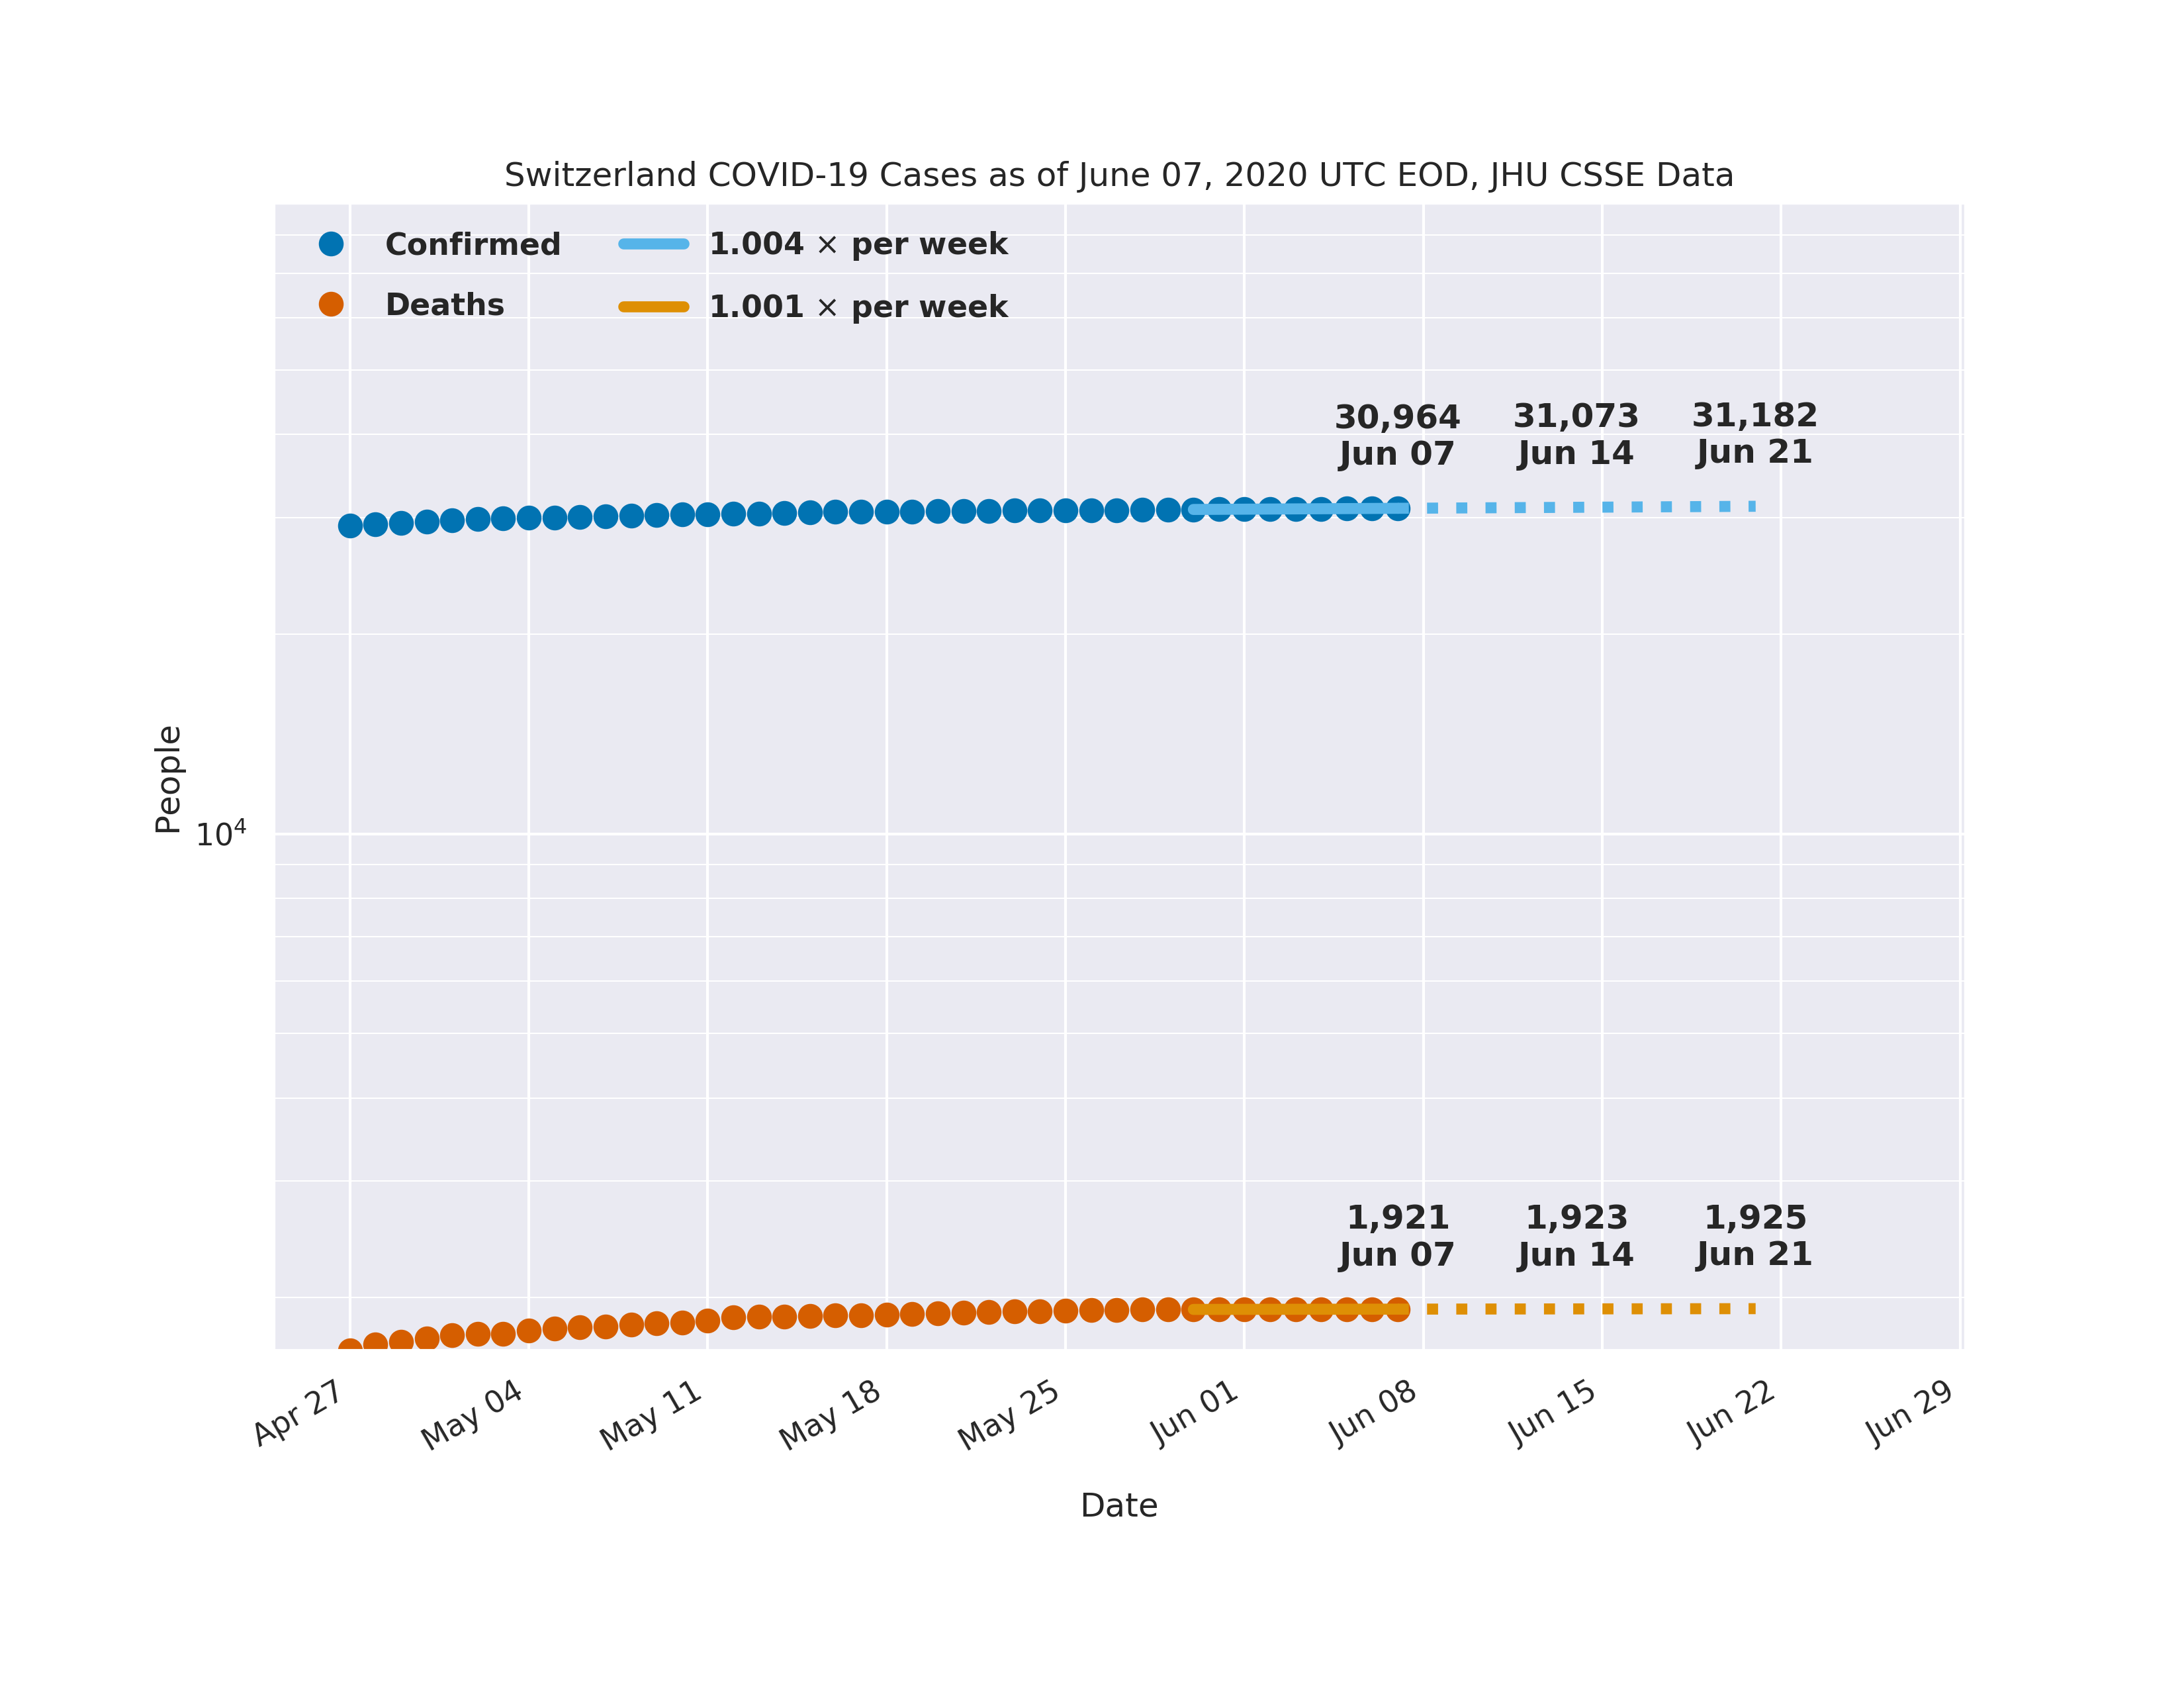 Switzerland COVID-19 Cases as of June 07, 2020 UTC EOD, JHU CSSE Data
Confirmed
Deaths
1.004 × per week
1.001 × per week
30,964
Jun 07
31,073
Jun 14
31,182
Jun 21
People
10⁴
1,921
Jun 07
1,923
Jun 14
1,925
Jun 21
Apr 27
May 04
May 11
May 18
May 25
Jun 01
Jun 08
Jun 15
Jun 22
Jun 29
Date